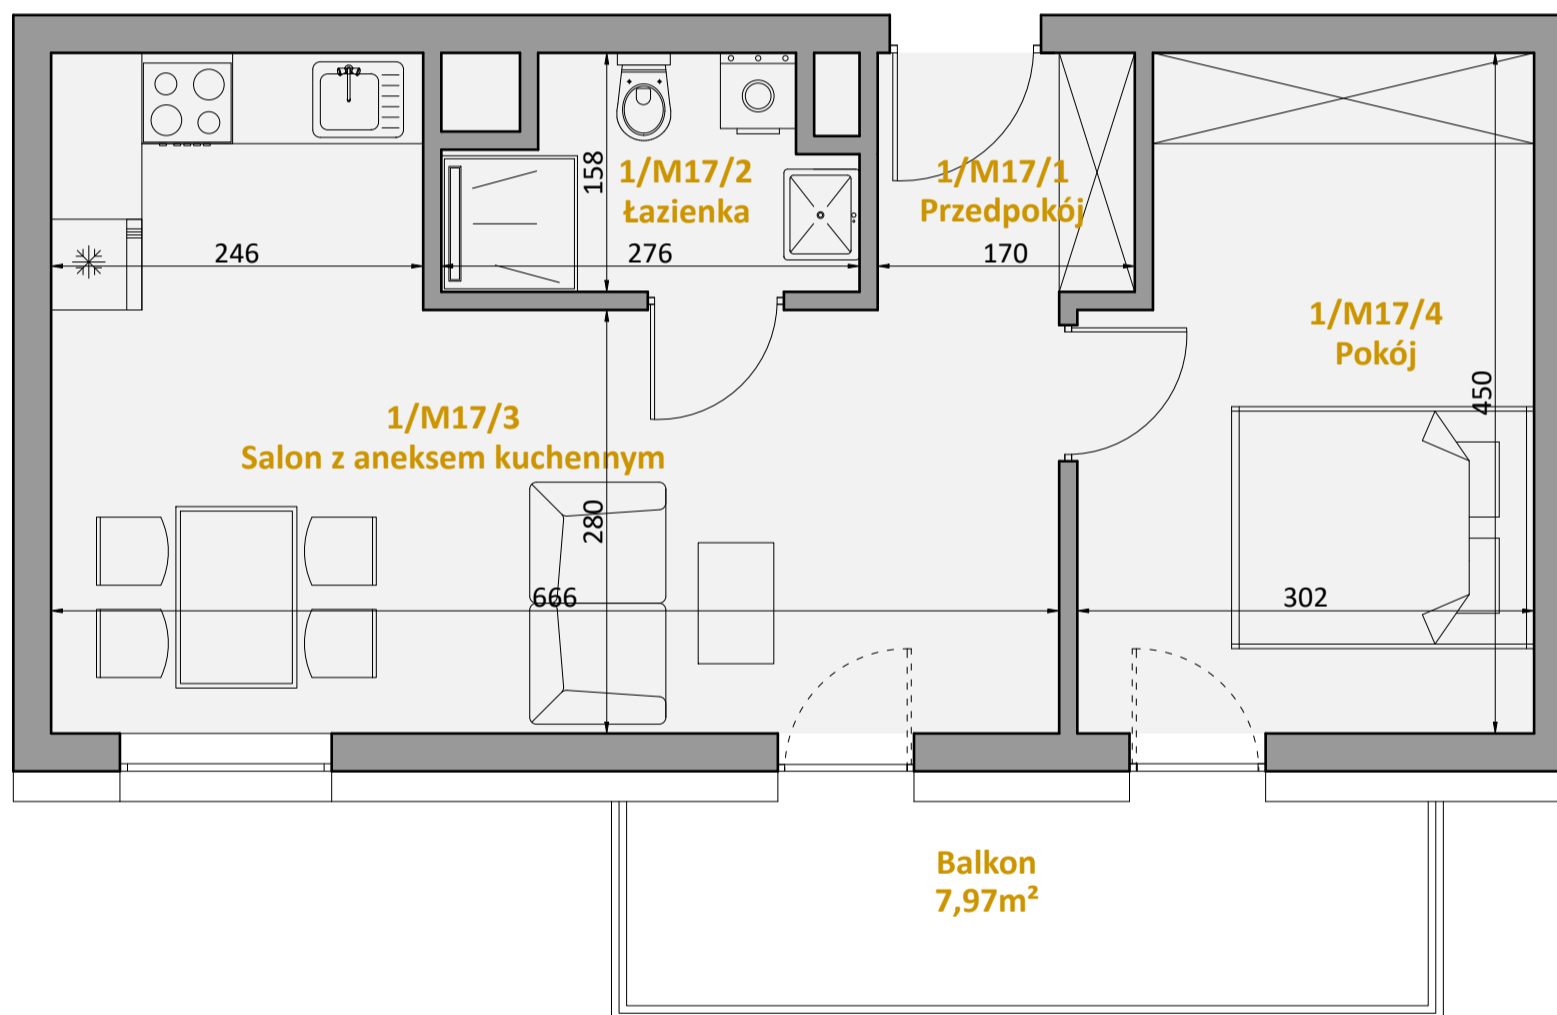 1/M17/2
Łazienka
1/M17/1
Przedpokój
158
246
276
170
1/M17/4
Pokój
450
1/M17/3
Salon z aneksem kuchennym
280
666
302
Balkon
7,97m²